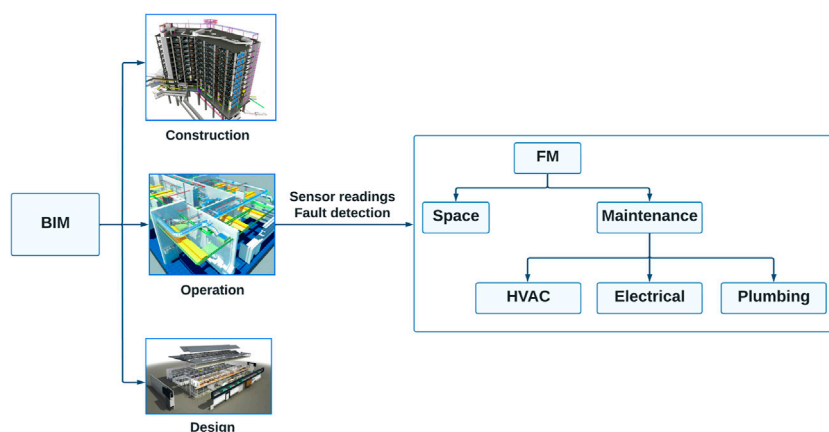 Construction
BIM
Operation
Design
Sensor readings
Fault detection
FM
Space
Maintenance
HVAC
Electrical
Plumbing